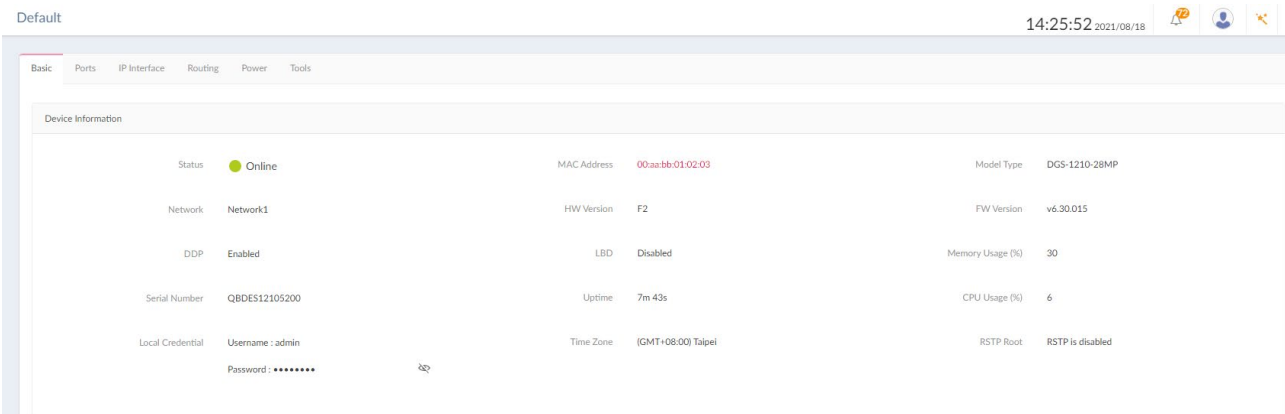 Default
14:25:52 2021/08/18
72
Basic Ports IP Interface Routing Power Tools
Device Information
Status Online MAC Address 00:aa:bb:01:02:03 Model Type DGS-1210-28MP
Network Network1 HW Version F2 FW Version v6.30.015
DDP Enabled LBD Disabled Memory Usage (%) 30
Serial Number QBDES12105200 Uptime 7m 43s CPU Usage (%) 6
Local Credential Username : admin Time Zone (GMT+08:00) Taipei RSTP Root RSTP is disabled
Password : ••••••••